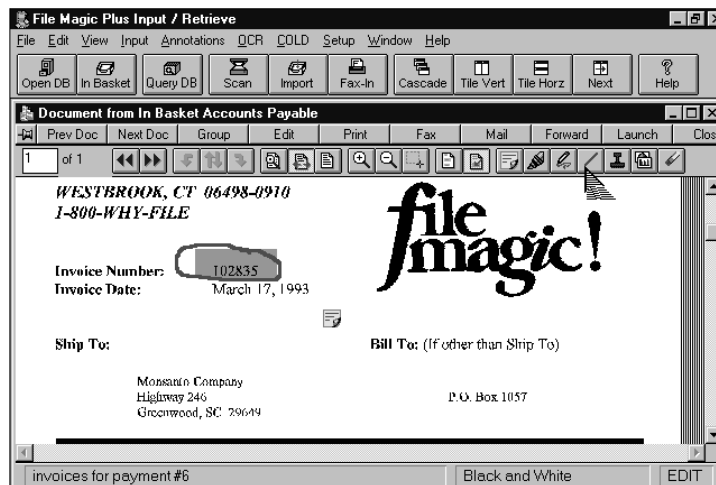 File Magic Plus Input / Retrieve
File Edit View Input Annotations OCR COLD Setup Window Help
Open DB In Basket Query DB Scan Import Fax-In Cascade Tile Vert Tile Horz Next Help
Document from In Basket Accounts Payable
Prev Doc Next Doc Group Edit Print Fax Mail Forward Launch Clos
1 of 1
WESTBROOK, CT 06498-0910
1-800-WHY-FILE
file
magic!
Invoice Number: 102835
Invoice Date: March 17, 1993
Ship To: Bill To: (If other than Ship To)
Monsanto Company
Highway 246 P.O. Box 1057
Greenwood, SC 29649
invoices for payment #6 Black and White EDIT